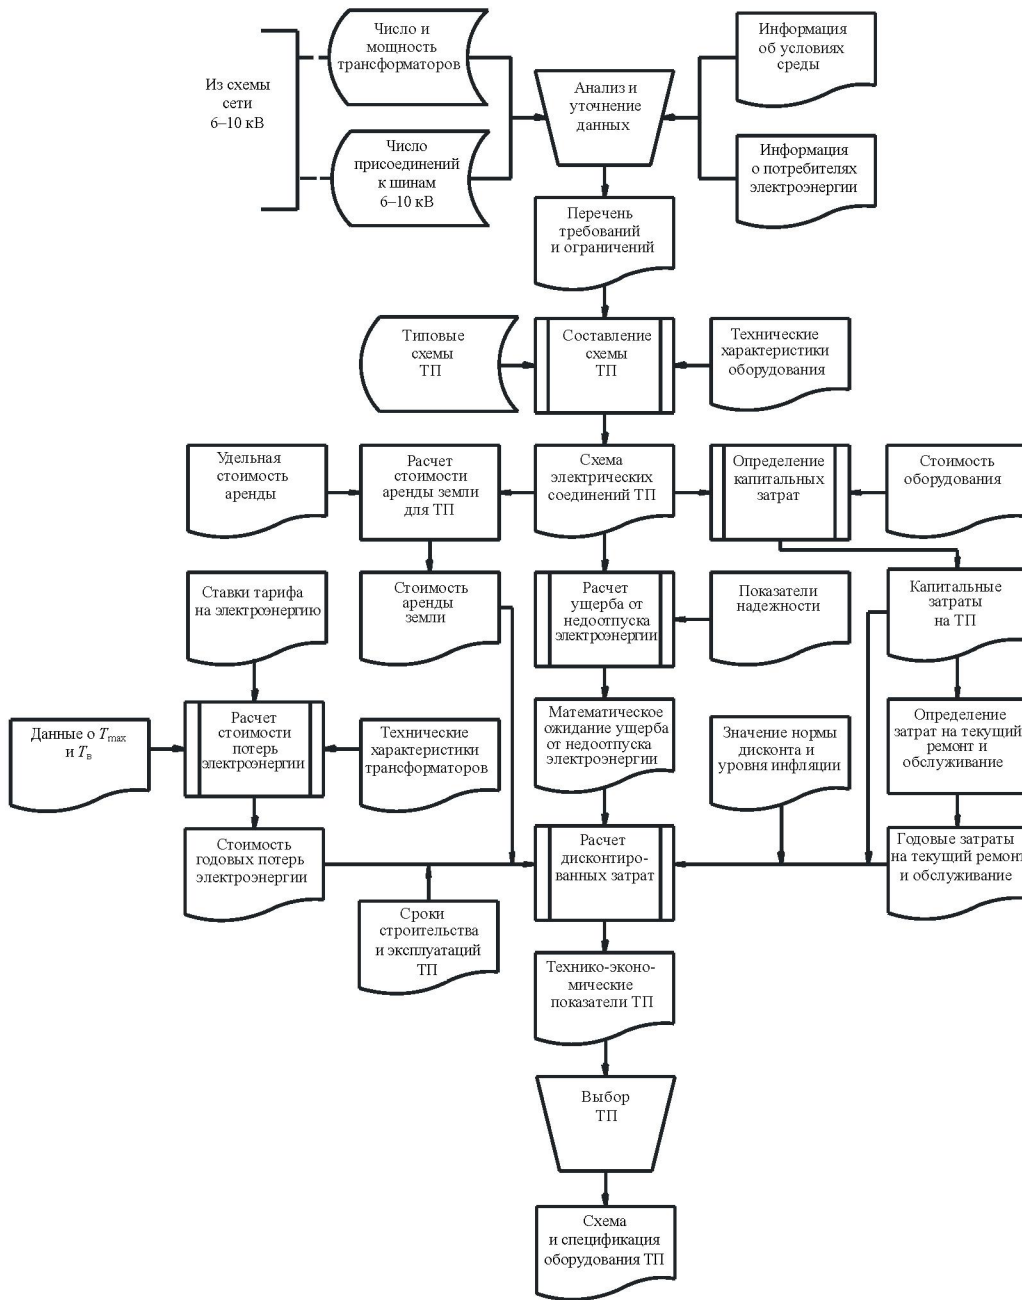 Из схемы
сети
6–10 кВ
Число и
мощность
трансформаторов
Число
присоединений
к шинам
6–10 кВ
Анализ и
уточнение
данных
Информация
об условиях
среды
Информация
о потребителях
электроэнергии
Перечень
требований
и ограничений
Типовые
схемы
ТП
Составление
схемы
ТП
Технические
характеристики
оборудования
Удельная
стоимость
аренды
Расчет
стоимости
аренды земли
для ТП
Схема
электрических
соединений ТП
Определение
капитальных
затрат
Стоимость
оборудования
Ставки тарифа
на электроэнергию
Стоимость
аренды
земли
Расчет
ущерба от
недоотпуска
электроэнергии
Показатели
надежности
Капитальные
затраты
на ТП
Данные о Tmax
и Tв
Расчет
стоимости
потерь
электроэнергии
Технические
характеристики
трансформаторов
Математическое
ожидание ущерба
от недоотпуска
электроэнергии
Значение нормы
дисконта и
уровня инфляции
Определение
затрат на текущий
ремонт и
обслуживание
Стоимость
годовых потерь
электроэнергии
Расчет
дисконтиро-
ванных затрат
Годовые затраты
на текущий ремонт
и обслуживание
Сроки
строительства
и эксплуатаций
ТП
Технико-эконо-
мические
показатели ТП
Выбор
ТП
Схема
и спецификация
оборудования ТП